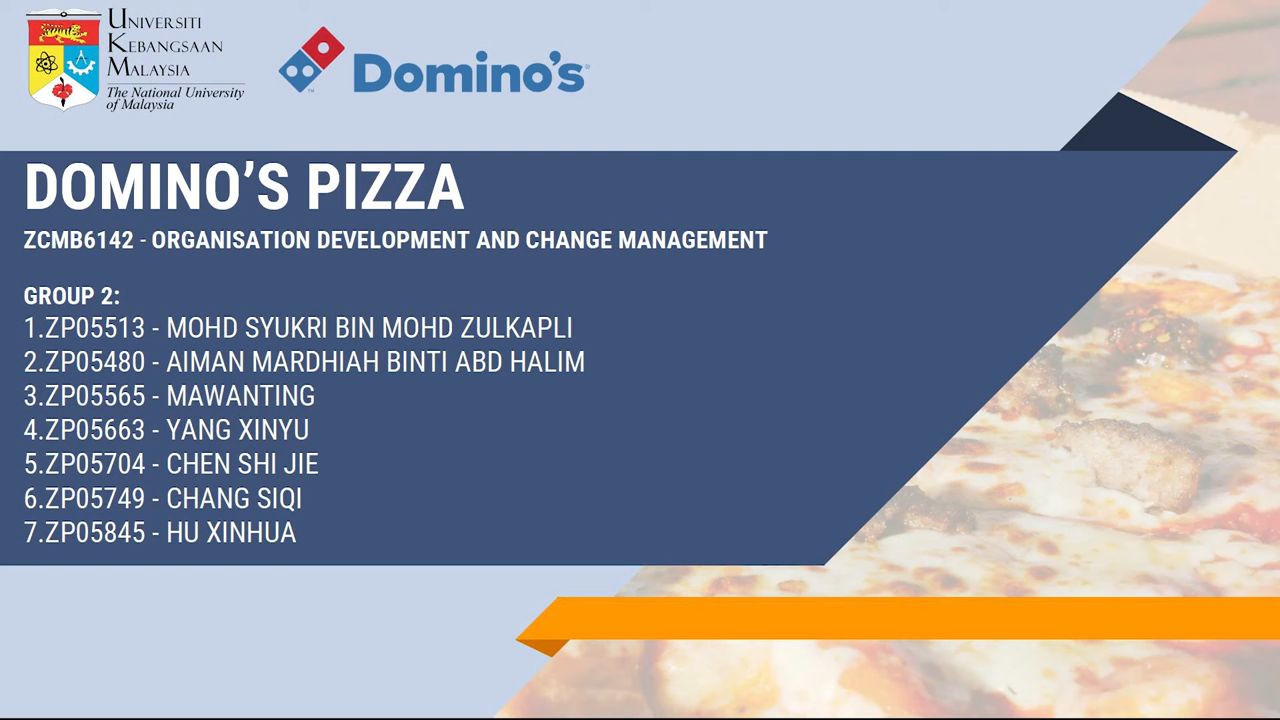 UNIVERSITI
KEBANGSAAN
MALAYSIA
The National University
of Malaysia
Domino's®
TM
DOMINO’S PIZZA
ZCMB6142 - ORGANISATION DEVELOPMENT AND CHANGE MANAGEMENT
GROUP 2:
1.ZP05513 - MOHD SYUKRI BIN MOHD ZULKAPLI
2.ZP05480 - AIMAN MARDHIAH BINTI ABD HALIM
3.ZP05565 - MAWANTING
4.ZP05663 - YANG XINYU
5.ZP05704 - CHEN SHI JIE
6.ZP05749 - CHANG SIQI
7.ZP05845 - HU XINHUA